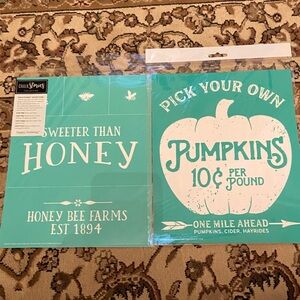 SWEETER THAN
HONEY
HONEY BEE FARMS
EST 1894
PICK YOUR OWN
PUMPKINS
10¢ PER
POUND
ONE MILE AHEAD
PUMPKINS, CIDER, HAYRIDES